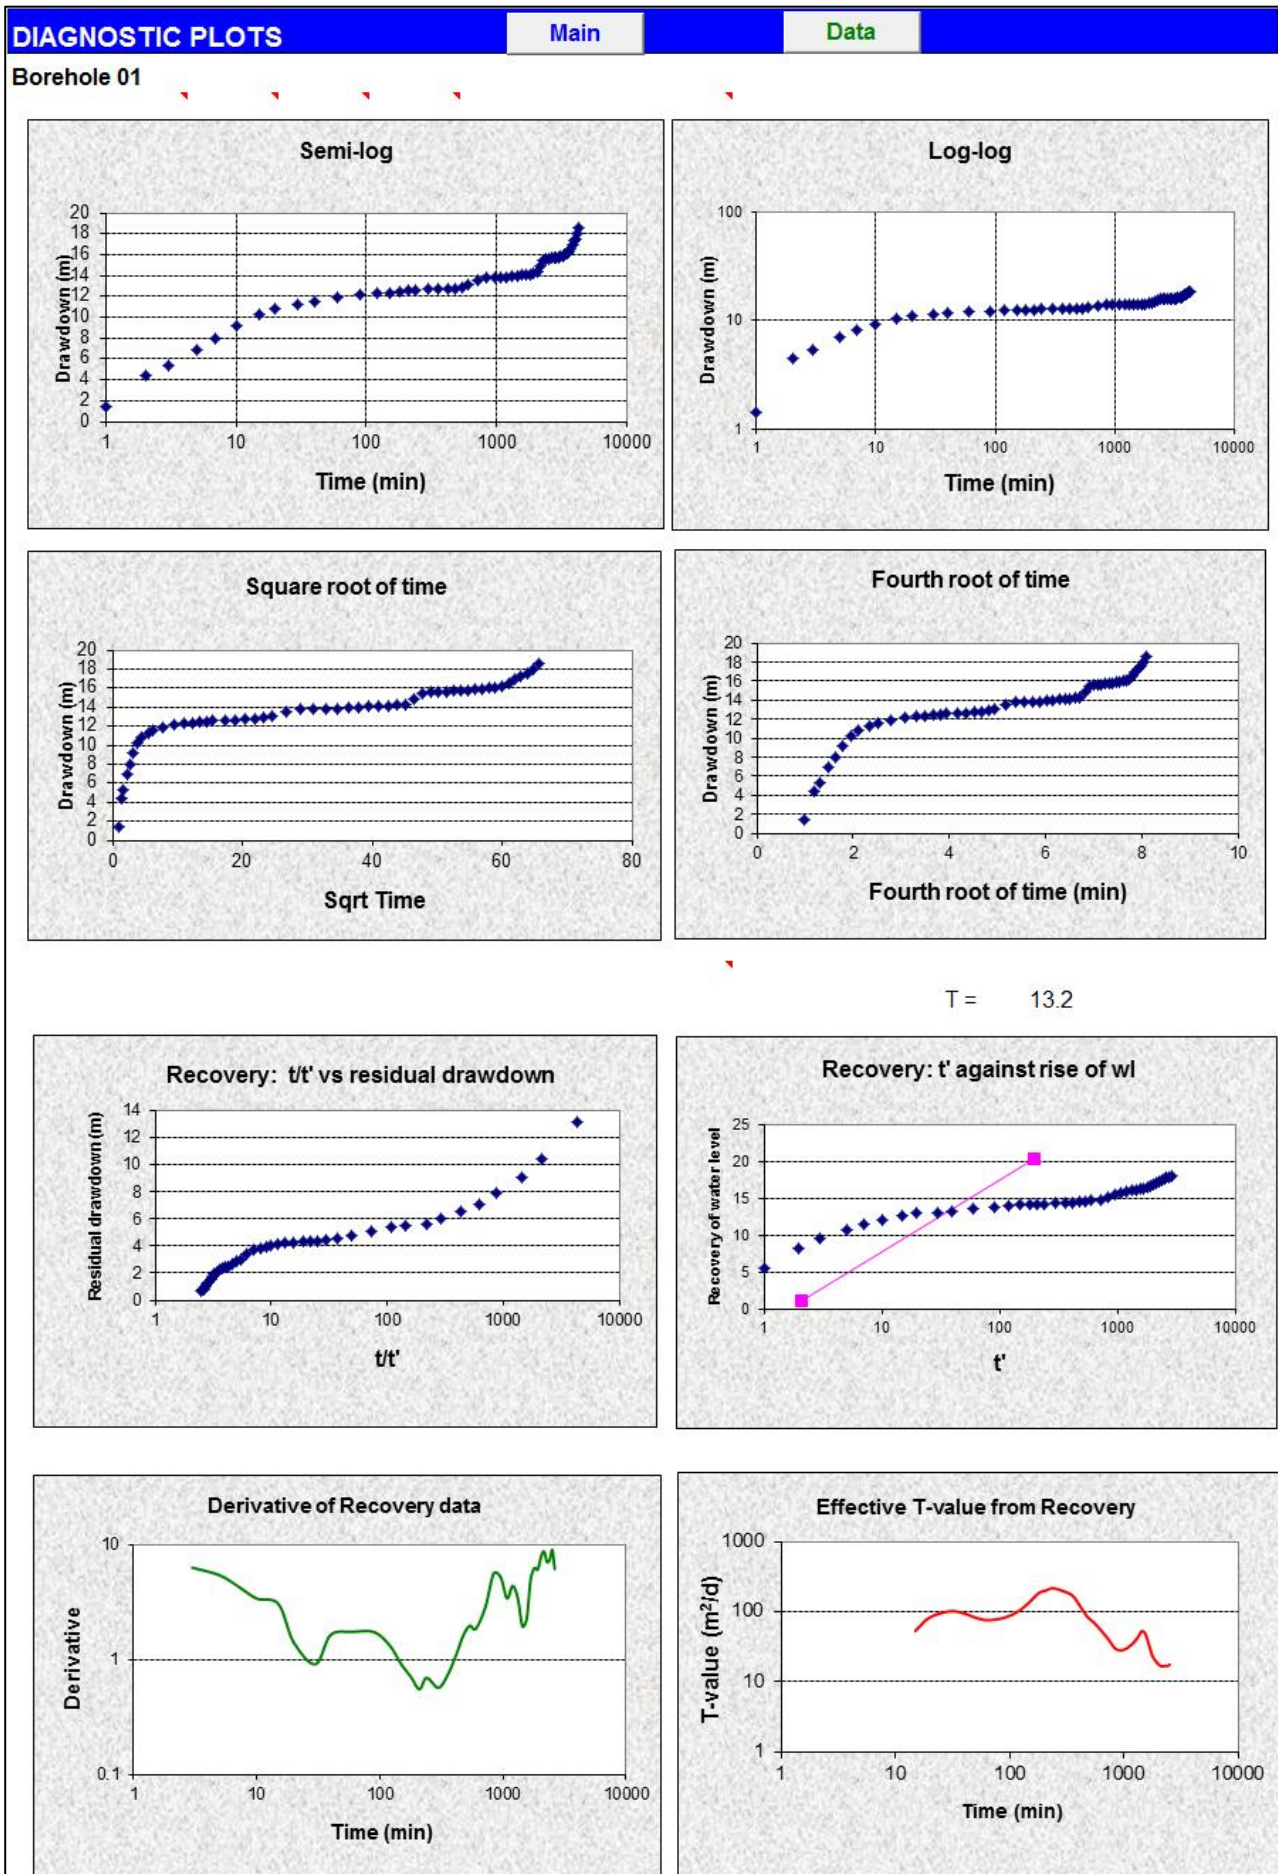 DIAGNOSTIC PLOTS
Main
Data
Borehole 01
Semi-log
Drawdown (m)
20
18
16
14
12
10
8
6
4
2
0
1 10 100 1000 10000
Time (min)
Log-log
Drawdown (m)
100
10
1
1 10 100 1000 10000
Time (min)
Square root of time
Drawdown (m)
20
18
16
14
12
10
8
6
4
2
0
0 20 40 60 80
Sqrt Time
Fourth root of time
Drawdown (m)
20
18
16
14
12
10
8
6
4
2
0
0 2 4 6 8 10
Fourth root of time (min)
T = 13.2
Recovery: t/t' vs residual drawdown
Residual drawdown (m)
14
12
10
8
6
4
2
0
1 10 100 1000 10000
t/t'
Recovery: t' against rise of wl
Recovery of water level
25
20
15
10
5
0
1 10 100 1000 10000
t'
Derivative of Recovery data
Derivative
10
1
0.1
1 10 100 1000 10000
Time (min)
Effective T-value from Recovery
T-value (m²/d)
1000
100
10
1
1 10 100 1000 10000
Time (min)